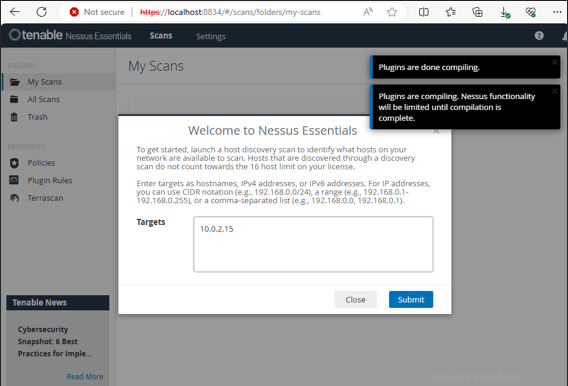 Not secure
https://localhost:8834/#/scans/folders/my-scans
tenable Nessus Essentials
Scans
Settings
FOLDERS
My Scans
All Scans
Trash
RESOURCES
Policies
Plugin Rules
Terrascan
My Scans
Plugins are done compiling.
Plugins are compiling. Nessus functionality
will be limited until compilation is
complete.
Welcome to Nessus Essentials
To get started, launch a host discovery scan to identify what hosts on your
network are available to scan. Hosts that are discovered through a discovery
scan do not count towards the 16 host limit on your license.
Enter targets as hostnames, IPv4 addresses, or IPv6 addresses. For IP addresses,
you can use CIDR notation (e.g., 192.168.0.0/24), a range (e.g., 192.168.0.1-
192.168.0.255), or a comma-separated list (e.g., 192.168.0.0, 192.168.0.1).
Targets
10.0.2.15
Close
Submit
Tenable News
Cybersecurity
Snapshot: 6 Best
Practices for Imple...
Read More
Activate Windows